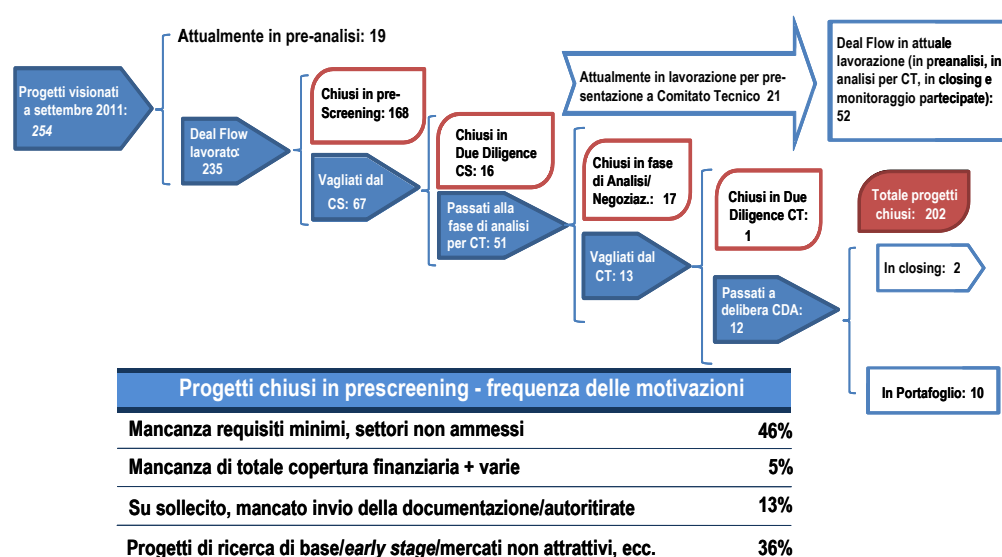 Attualmente in pre-analisi: 19
Progetti visionati
a settembre 2011:
254
Deal Flow
lavorato:
235
Chiusi in pre-
Screening: 168
Vagliati dal
CS: 67
Chiusi in
Due Diligence
CS: 16
Passati alla
fase di analisi
per CT: 51
Attualmente in lavorazione per pre-
sentazione a Comitato Tecnico 21
Chiusi in fase
di Analisi/
Negoziaz.: 17
Vagliati dal
CT: 13
Chiusi in Due
Diligence CT:
1
Passati a
delibera CDA:
12
Deal Flow in attuale
lavorazione (in preanalisi, in
analisi per CT, in closing e
monitoraggio partecipate):
52
Totale progetti
chiusi: 202
In closing: 2
In Portafoglio: 10
Progetti chiusi in prescreening - frequenza delle motivazioni
Mancanza requisiti minimi, settori non ammessi 46%
Mancanza di totale copertura finanziaria + varie 5%
Su sollecito, mancato invio della documentazione/autoritirate 13%
Progetti di ricerca di base/early stage/mercati non attrattivi, ecc. 36%